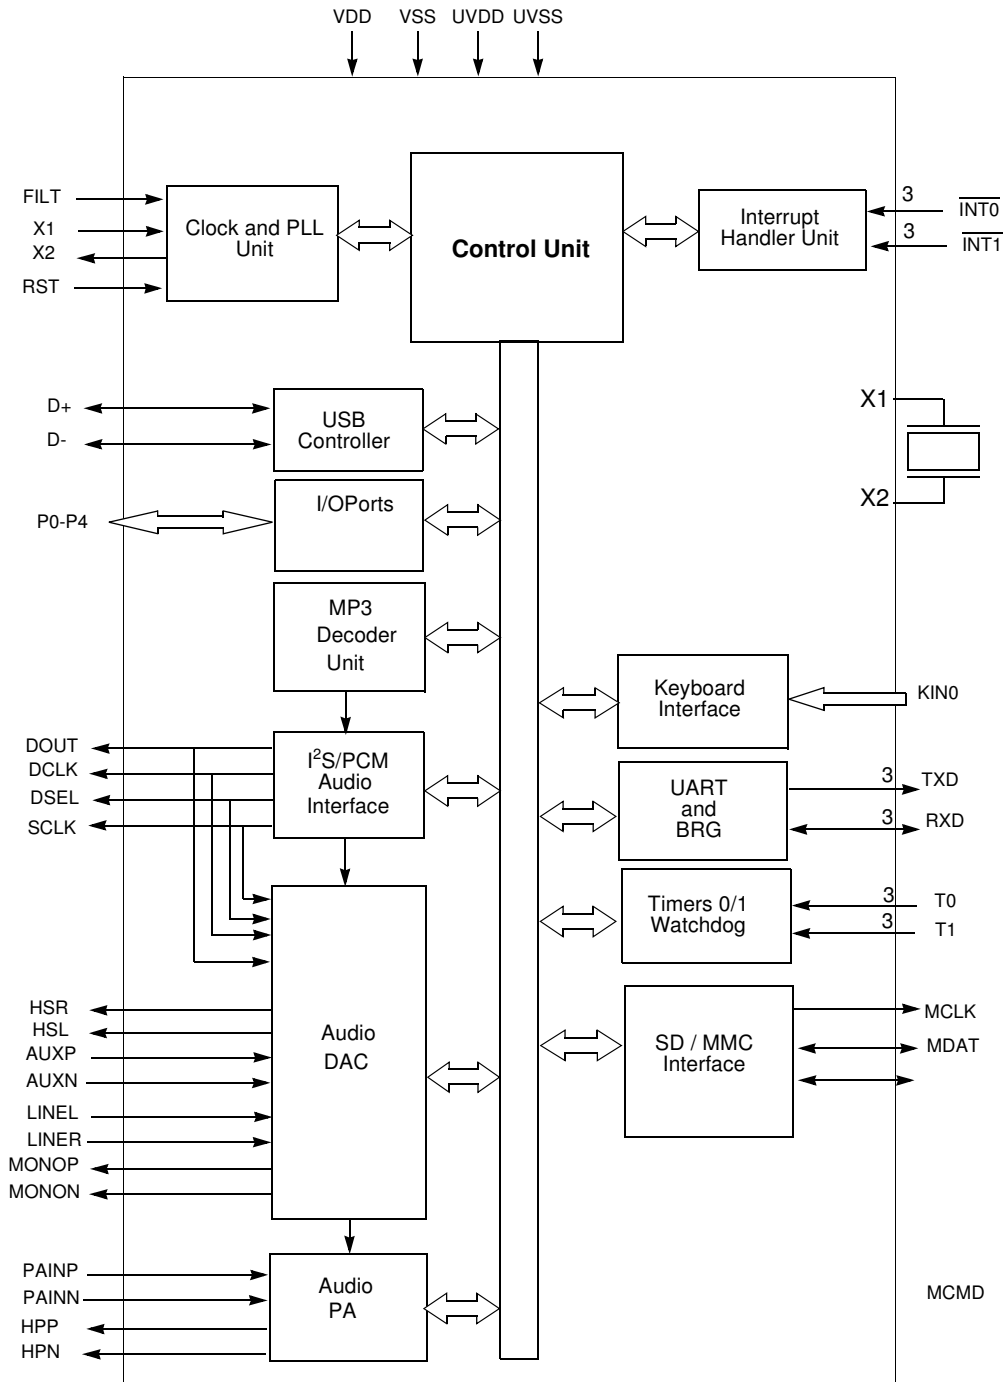 VDD VSS UVDD UVSS
FILT
X1
X2
RST
Clock and PLL
Unit
Control Unit
Interrupt
Handler Unit
3
INT0
3
INT1
X1
X2
D+
D-
USB
Controller
P0-P4
I/OPorts
MP3
Decoder
Unit
Keyboard
Interface
KIN0
DOUT
DCLK
DSEL
SCLK
I²S/PCM
Audio
Interface
UART
and
BRG
3
TXD
3
RXD
Timers 0/1
Watchdog
3
T0
3
T1
HSR
HSL
AUXP
AUXN
LINEL
LINER
MONOP
MONON
Audio
DAC
SD / MMC
Interface
MCLK
MDAT
PAINP
PAINN
HPP
HPN
Audio
PA
MCMD